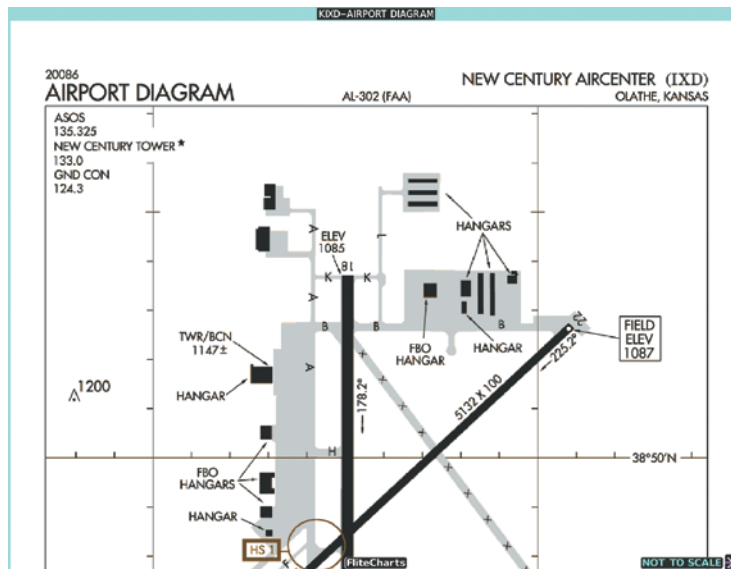 KIXD-AIRPORT DIAGRAM
20086
AIRPORT DIAGRAM
AL-302 (FAA)
NEW CENTURY AIRCENTER (IXD)
OLATHE, KANSAS
ASOS
135.325
NEW CENTURY TOWER *
133.0
GND CON
124.3
HANGARS
A
L
ELEV
1085
18
K
K
A
B
B
B
22
FIELD
ELEV
1087
FBO
HANGAR
HANGAR
TWR/BCN
1147±
HANGAR
A
1200
178.2°
5132 X 100
225.2°
H
38°50'N
FBO
HANGARS
HANGAR
HS 1
F
FliteCharts
NOT TO SCALE